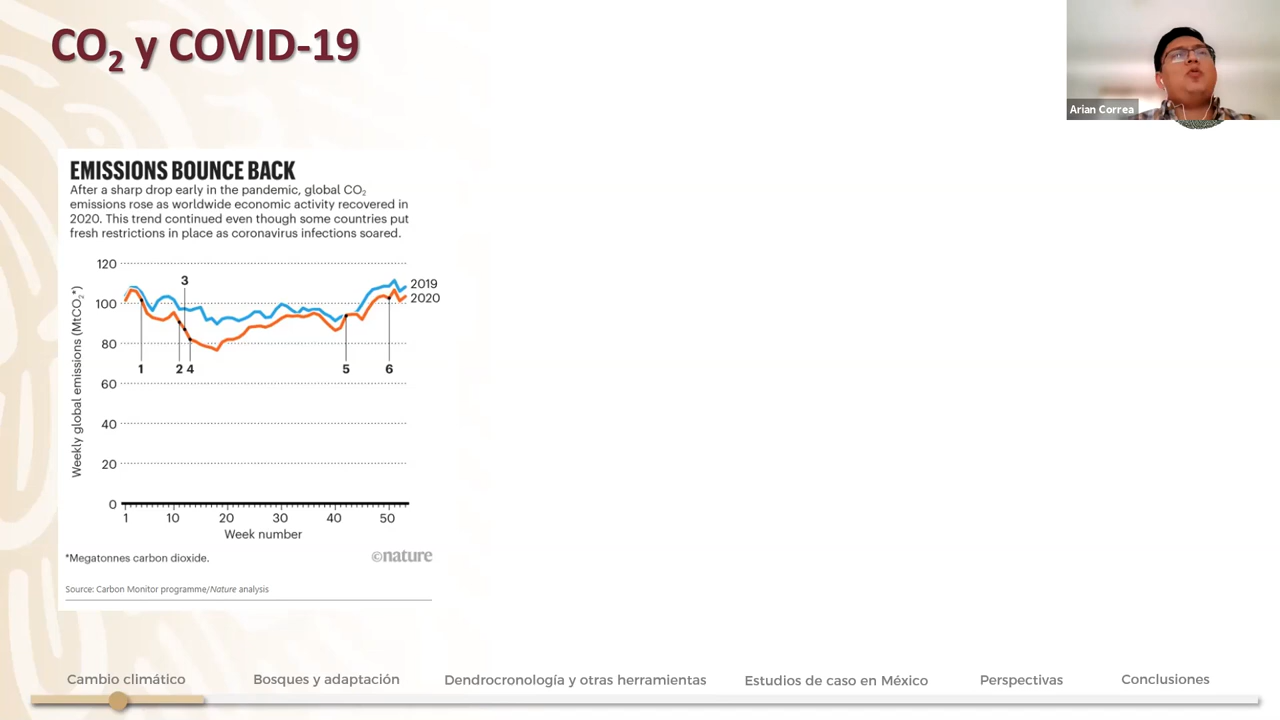 CO₂ y COVID-19
Arian Correa
EMISSIONS BOUNCE BACK
After a sharp drop early in the pandemic, global CO₂
emissions rose as worldwide economic activity recovered in
2020. This trend continued even though some countries put
fresh restrictions in place as coronavirus infections soared.
Weekly global emissions (MtCO₂*)
120
100
80
60
40
20
0
3
2019
2020
1
2
4
5
6
1
10
20
30
40
50
Week number
*Megatonnes carbon dioxide.
©nature
Source: Carbon Monitor programme/Nature analysis
Cambio climático
Bosques y adaptación
Dendrocronología y otras herramientas
Estudios de caso en México
Perspectivas
Conclusiones